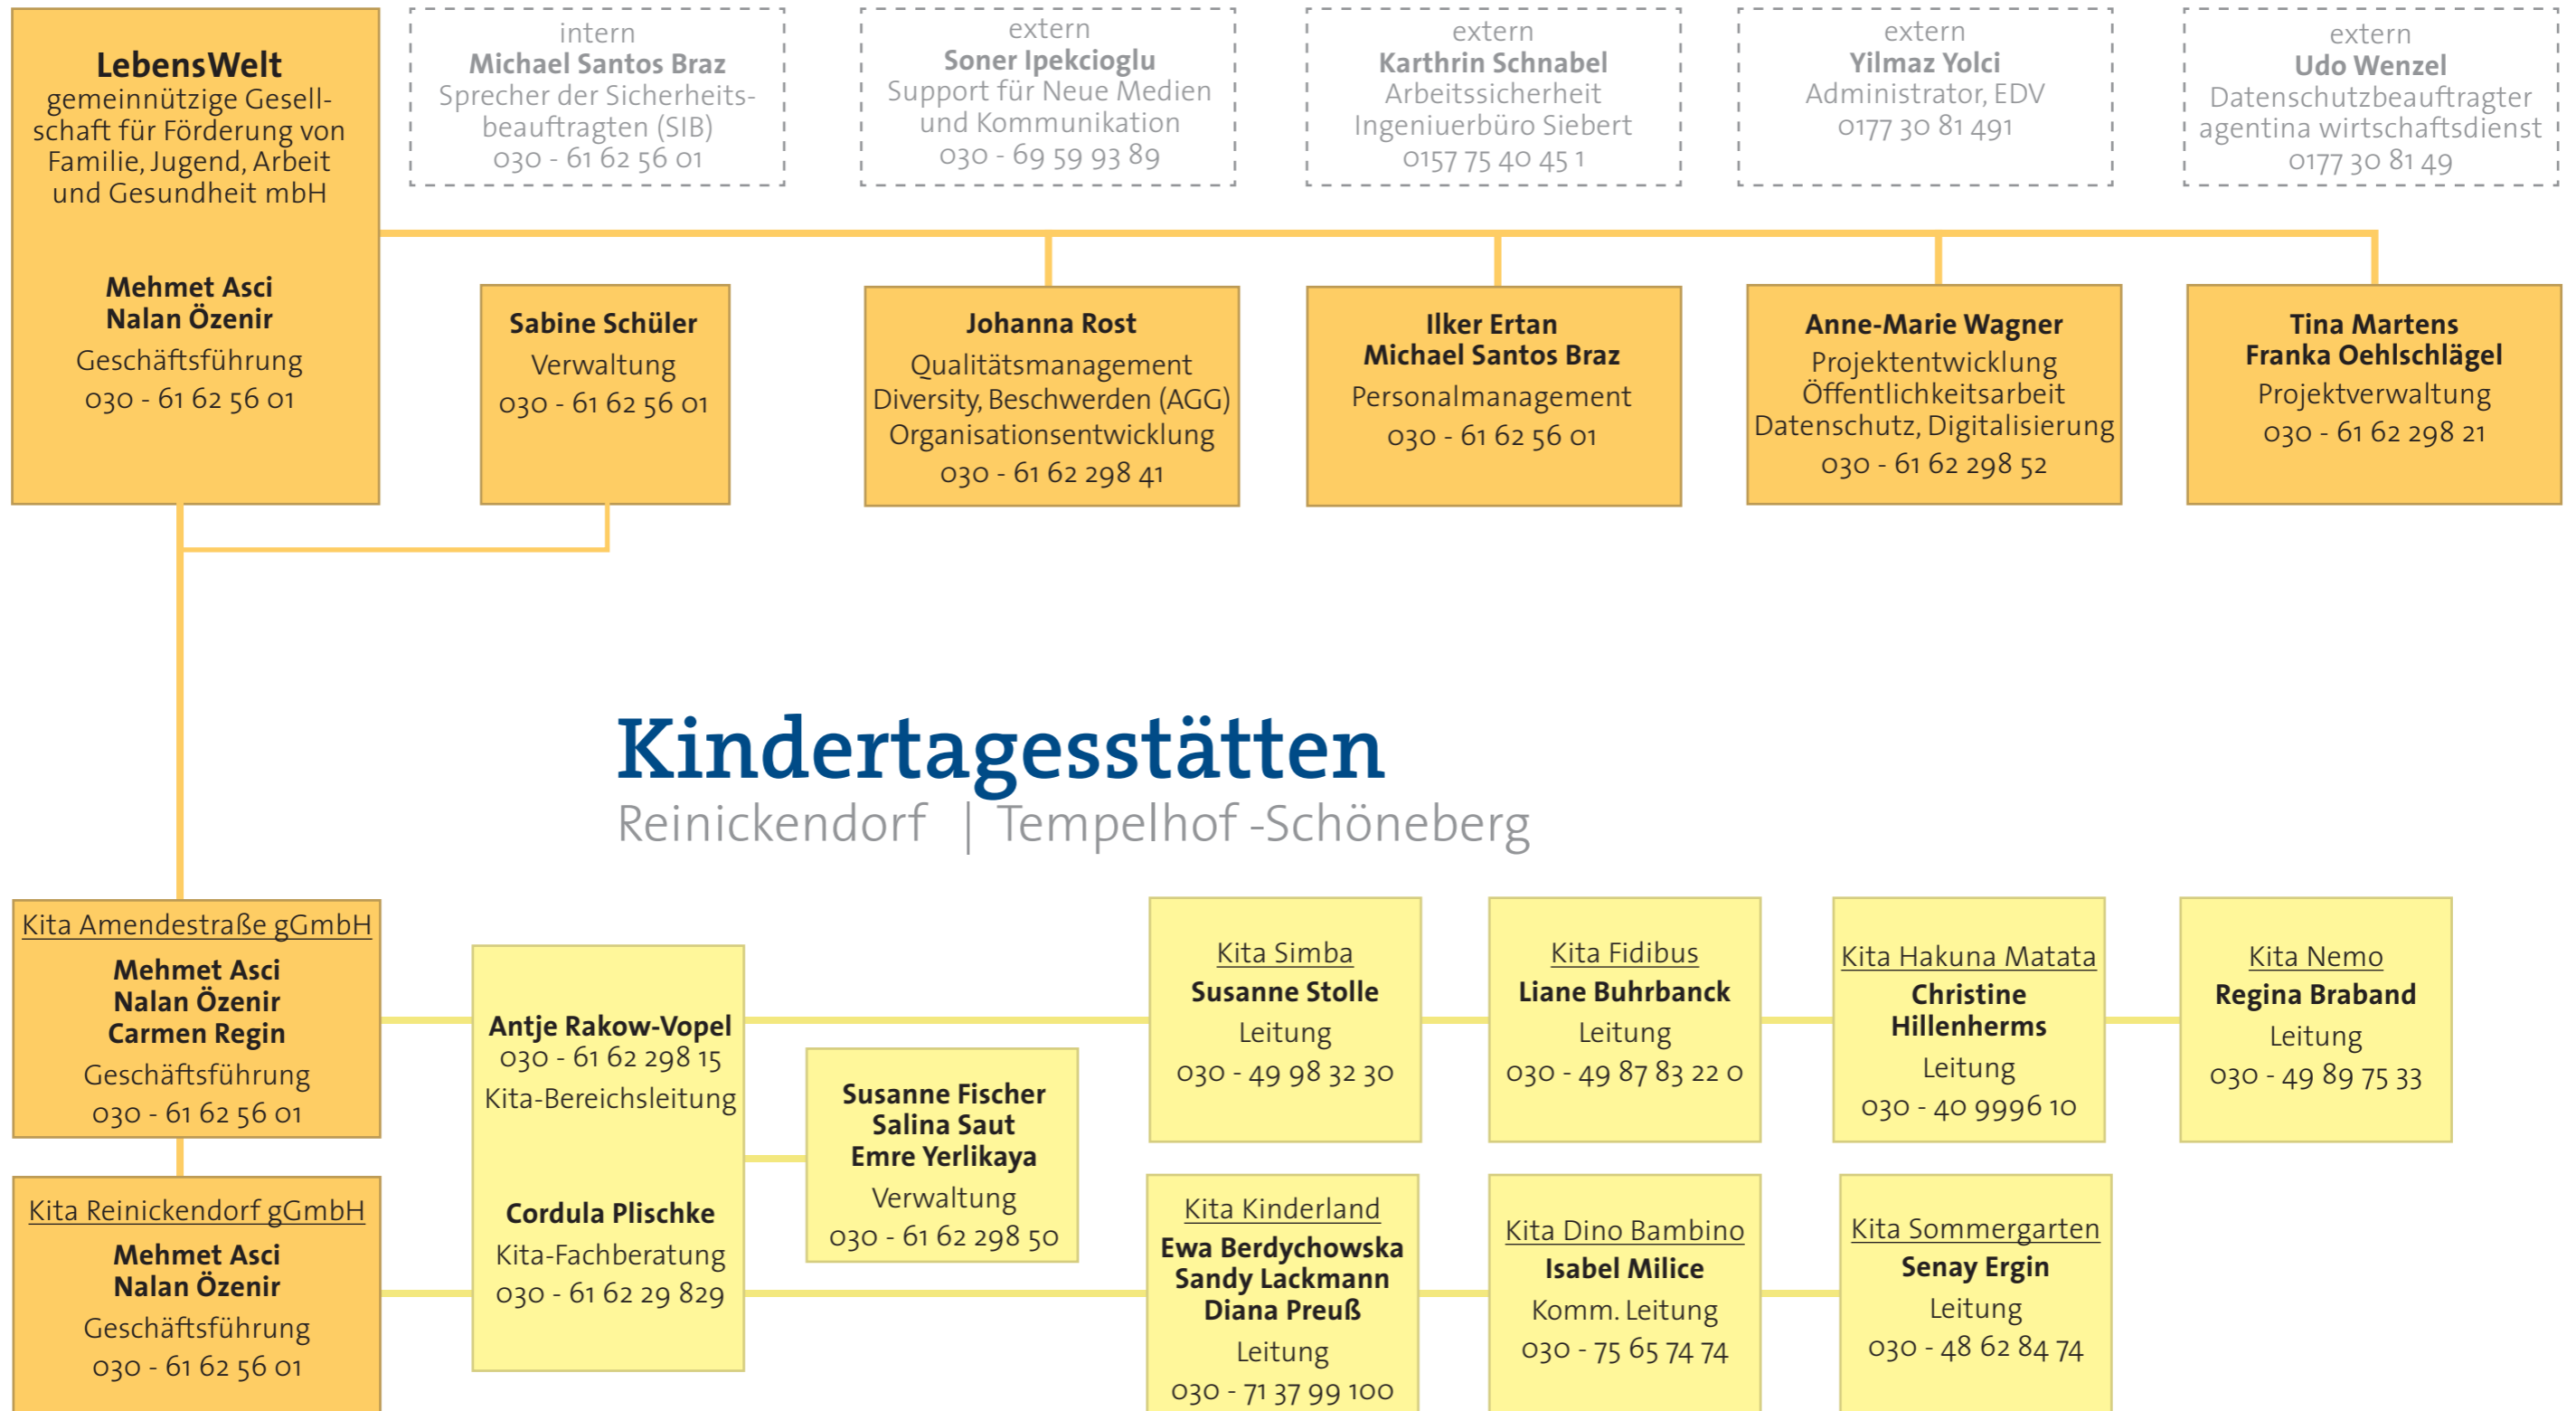 LebensWelt
gemeinnützige Gesell-
schaft für Förderung von
Familie, Jugend, Arbeit
und Gesundheit mbH
Mehmet Asci
Nalan Özenir
Geschäftsführung
030 - 61 62 56 01
intern
Michael Santos Braz
Sprecher der Sicherheits-
beauftragten (SIB)
030 - 61 62 56 01
extern
Soner Ipekcioglu
Support für Neue Medien
und Kommunikation
030 - 69 59 93 89
extern
Karthrin Schnabel
Arbeitssicherheit
Ingeniuerbüro Siebert
0157 75 40 45 1
extern
Yilmaz Yolci
Administrator, EDV
0177 30 81 491
extern
Udo Wenzel
Datenschutzbeauftragter
agentina wirtschaftsdienst
0177 30 81 49
Sabine Schüler
Verwaltung
030 - 61 62 56 01
Johanna Rost
Qualitätsmanagement
Diversity, Beschwerden (AGG)
Organisationsentwicklung
030 - 61 62 298 41
Ilker Ertan
Michael Santos Braz
Personalmanagement
030 - 61 62 56 01
Anne-Marie Wagner
Projektentwicklung
Öffentlichkeitsarbeit
Datenschutz, Digitalisierung
030 - 61 62 298 52
Tina Martens
Franka Oehlschlägel
Projektverwaltung
030 - 61 62 298 21
Kindertagesstätten
Reinickendorf | Tempelhof -Schöneberg
Kita Amendestraße gGmbH
Mehmet Asci
Nalan Özenir
Carmen Regin
Geschäftsführung
030 - 61 62 56 01
Kita Reinickendorf gGmbH
Mehmet Asci
Nalan Özenir
Geschäftsführung
030 - 61 62 56 01
Antje Rakow-Vopel
030 - 61 62 298 15
Kita-Bereichsleitung
Cordula Plischke
Kita-Fachberatung
030 - 61 62 29 829
Susanne Fischer
Salina Saut
Emre Yerlikaya
Verwaltung
030 - 61 62 298 50
Kita Simba
Susanne Stolle
Leitung
030 - 49 98 32 30
Kita Fidibus
Liane Buhrbanck
Leitung
030 - 49 87 83 22 0
Kita Hakuna Matata
Christine
Hillenherms
Leitung
030 - 40 9996 10
Kita Nemo
Regina Braband
Leitung
030 - 49 89 75 33
Kita Kinderland
Ewa Berdychowska
Sandy Lackmann
Diana Preuß
Leitung
030 - 71 37 99 100
Kita Dino Bambino
Isabel Milice
Komm. Leitung
030 - 75 65 74 74
Kita Sommergarten
Senay Ergin
Leitung
030 - 48 62 84 74